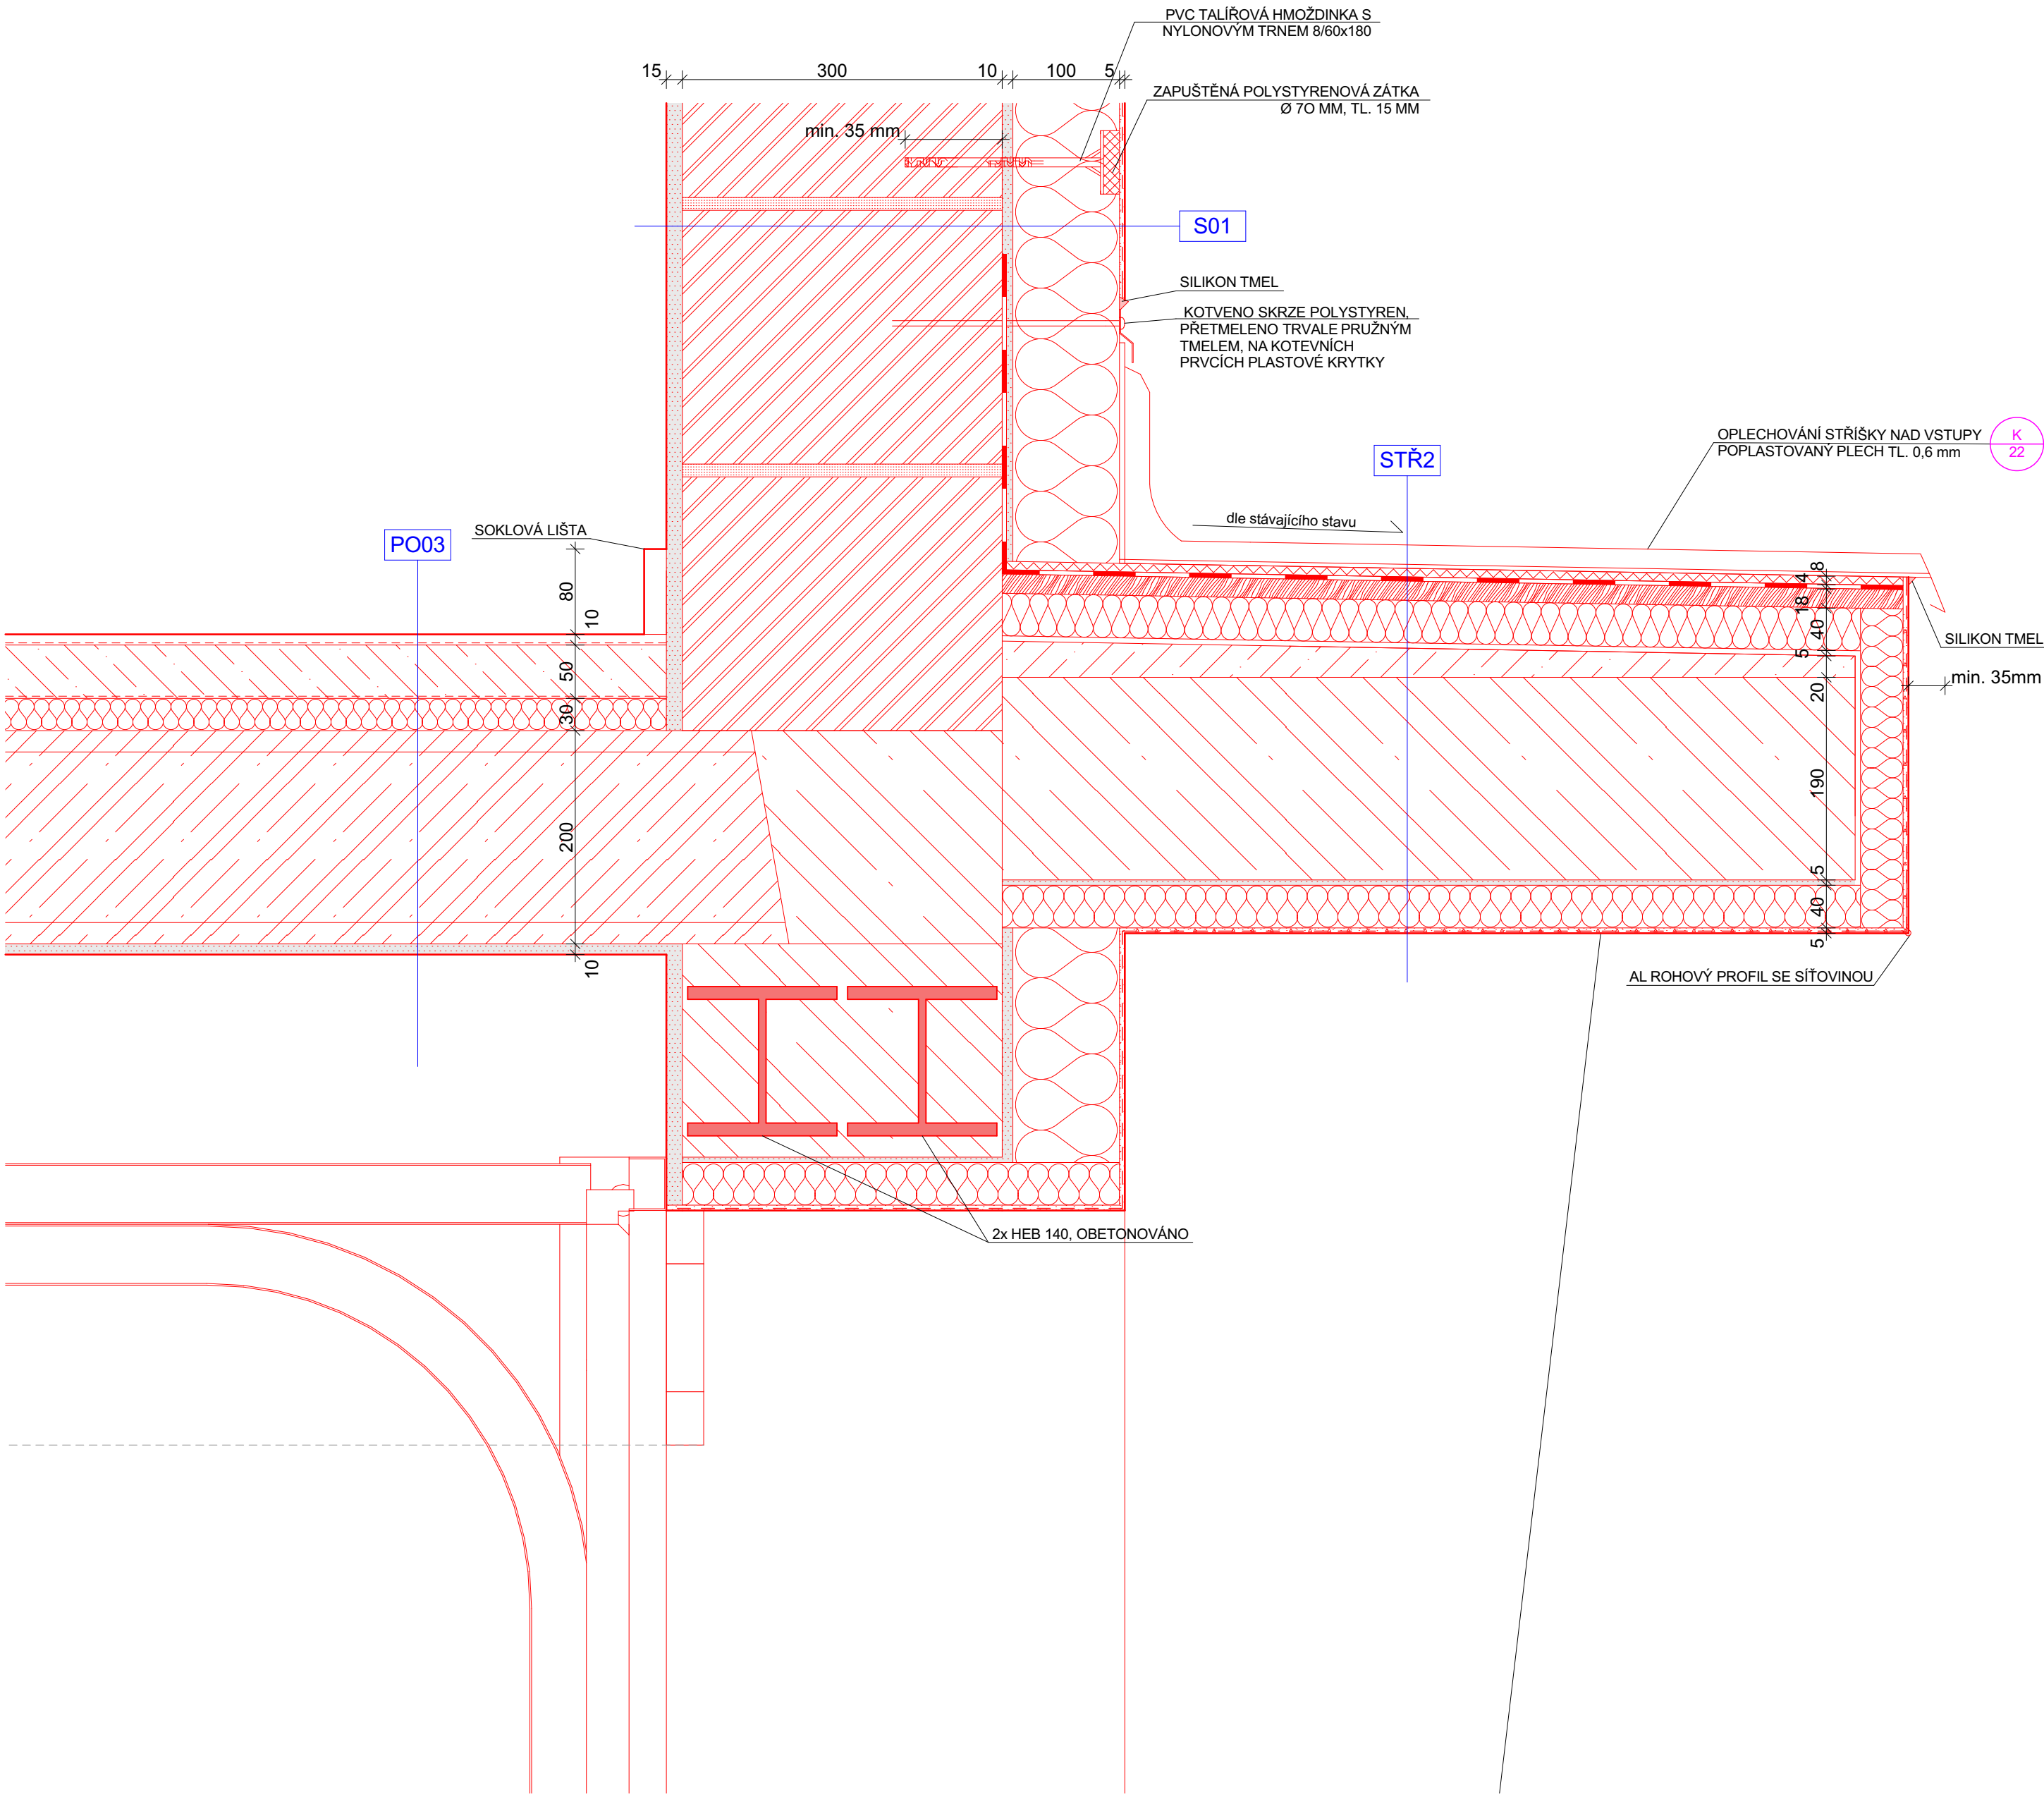 PVC TALÍŘOVÁ HMOŽDINKA S
NYLONOVÝM TRNEM 8/60x180
15
300
10
100
5
ZAPUŠTĚNÁ POLYSTYRENOVÁ ZÁTKA
Ø 7O MM, TL. 15 MM
min. 35 mm
S01
SILIKON TMEL
KOTVENO SKRZE POLYSTYREN,
PŘETMELENO TRVALE PRUŽNÝM
TMELEM, NA KOTEVNÍCH
PRVCÍCH PLASTOVÉ KRYTKY
OPLECHOVÁNÍ STŘÍŠKY NAD VSTUPY
POPLASTOVANÝ PLECH TL. 0,6 mm
K
22
STŘ2
dle stávajícího stavu
SOKLOVÁ LIŠTA
PO03
80
10
50
30
200
10
8
4
18
40
5
20
190
5
40
5
SILIKON TMEL
min. 35mm
AL ROHOVÝ PROFIL SE SÍŤOVINOU
2x HEB 140, OBETONOVÁNO